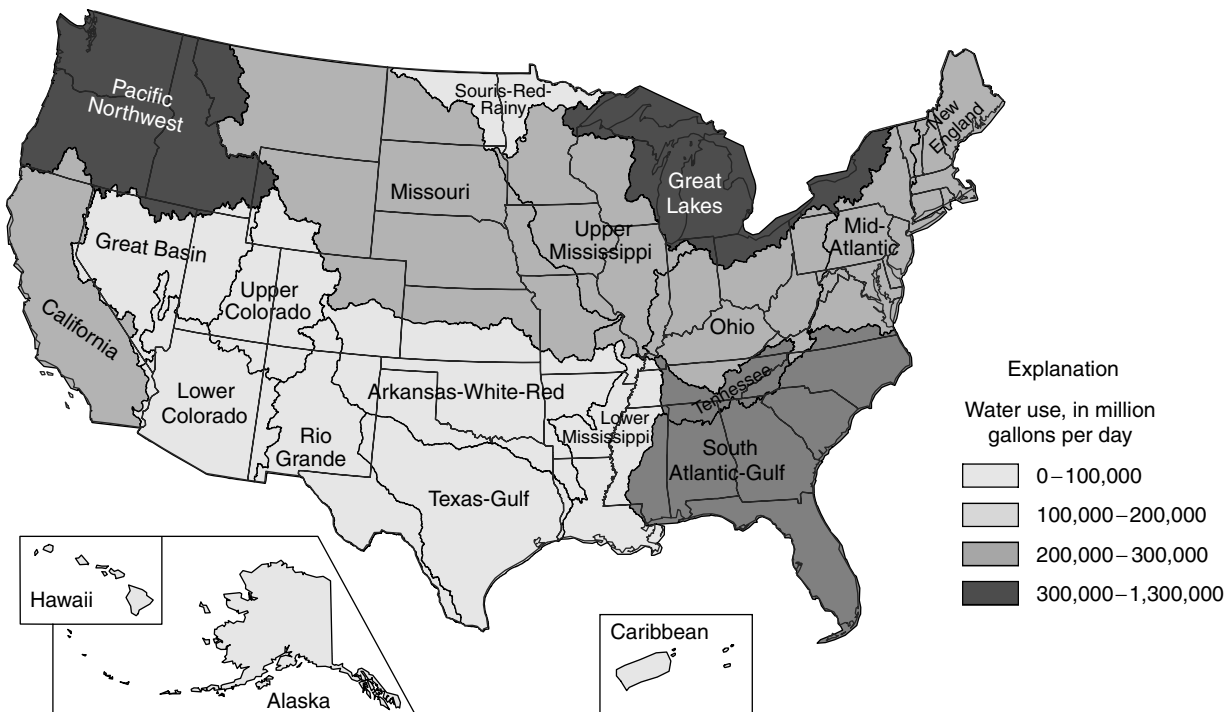 Pacific
Northwest
Souris-Red-
Rainy
New
England
Great
Lakes
Missouri
Upper
Mississippi
Mid-
Atlantic
Great Basin
Upper
Colorado
California
Ohio
Lower
Colorado
Arkansas-White-Red
Tennessee
Lower
Mississippi
Rio
Grande
South
Atlantic-Gulf
Texas-Gulf
Hawaii
Alaska
Caribbean
Explanation
Water use, in million
gallons per day
0–100,000
100,000–200,000
200,000–300,000
300,000–1,300,000